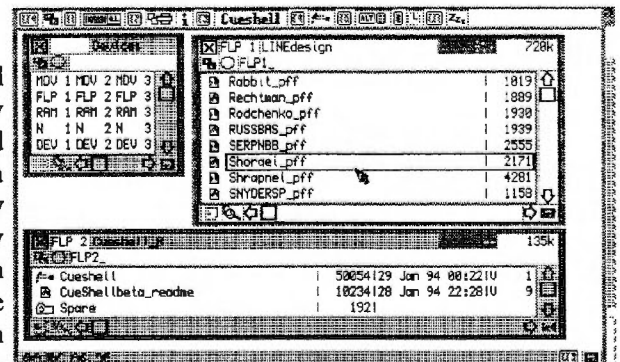 Cueshell
Devices
MDV 1 MDV 2 MDV 3
FLP 1 FLP 2 FLP 3
RAM 1 RAM 2 RAM 3
N 1 N 2 N 3
DEV 1 DEV 2 DEV 3
FLP 1 LINEdesign 720k
FLP1_
Rabbit_pff | 1819
Rechtman_pff | 1889
Rodchenko_pff | 1930
RUSSBAS_pff | 1939
SERPNBB_pff | 2555
Shorgei_pff | 2171
Shrapnel_pff | 4281
SNYDERSP_pff | 1158
FLP 2 135k
FLP2_
Cueshell | 50054|29 Jan 94 00:22|V 1
CueShellbeta_readme | 10234|28 Jan 94 22:28|V 9
Spare | 192|